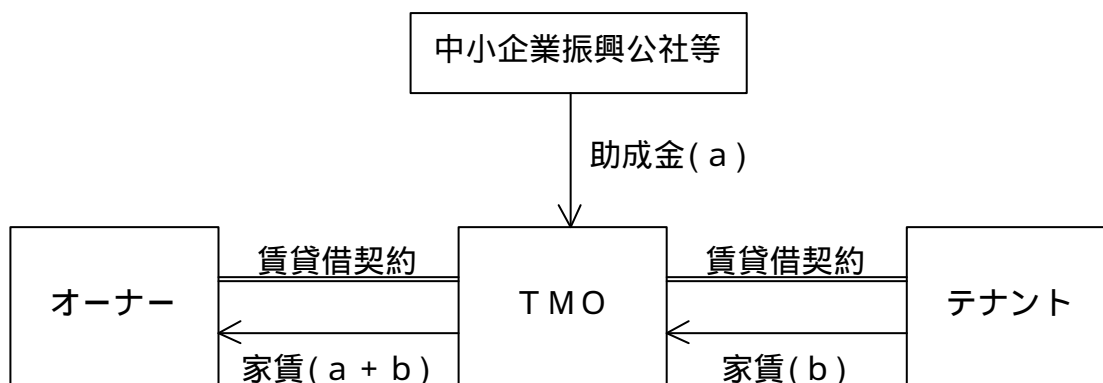 中小企業振興公社等
助成金(a)
賃貸借契約
賃貸借契約
オーナー
TMO
テナント
家賃(a+b)
家賃(b)